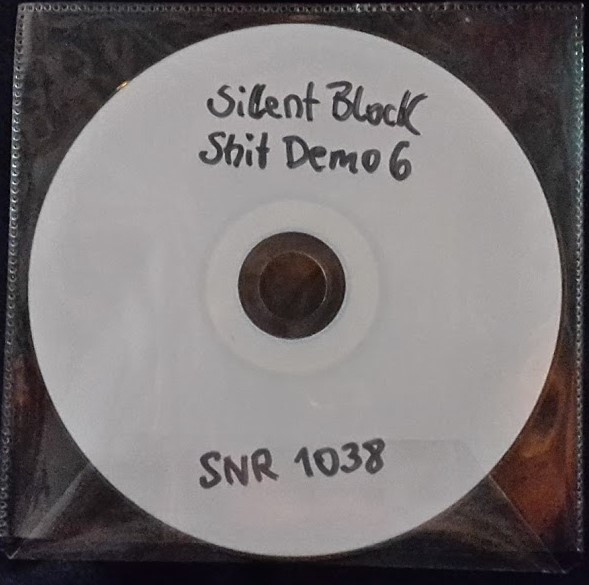 Silent Block
Shit Demo 6
SNR 1038